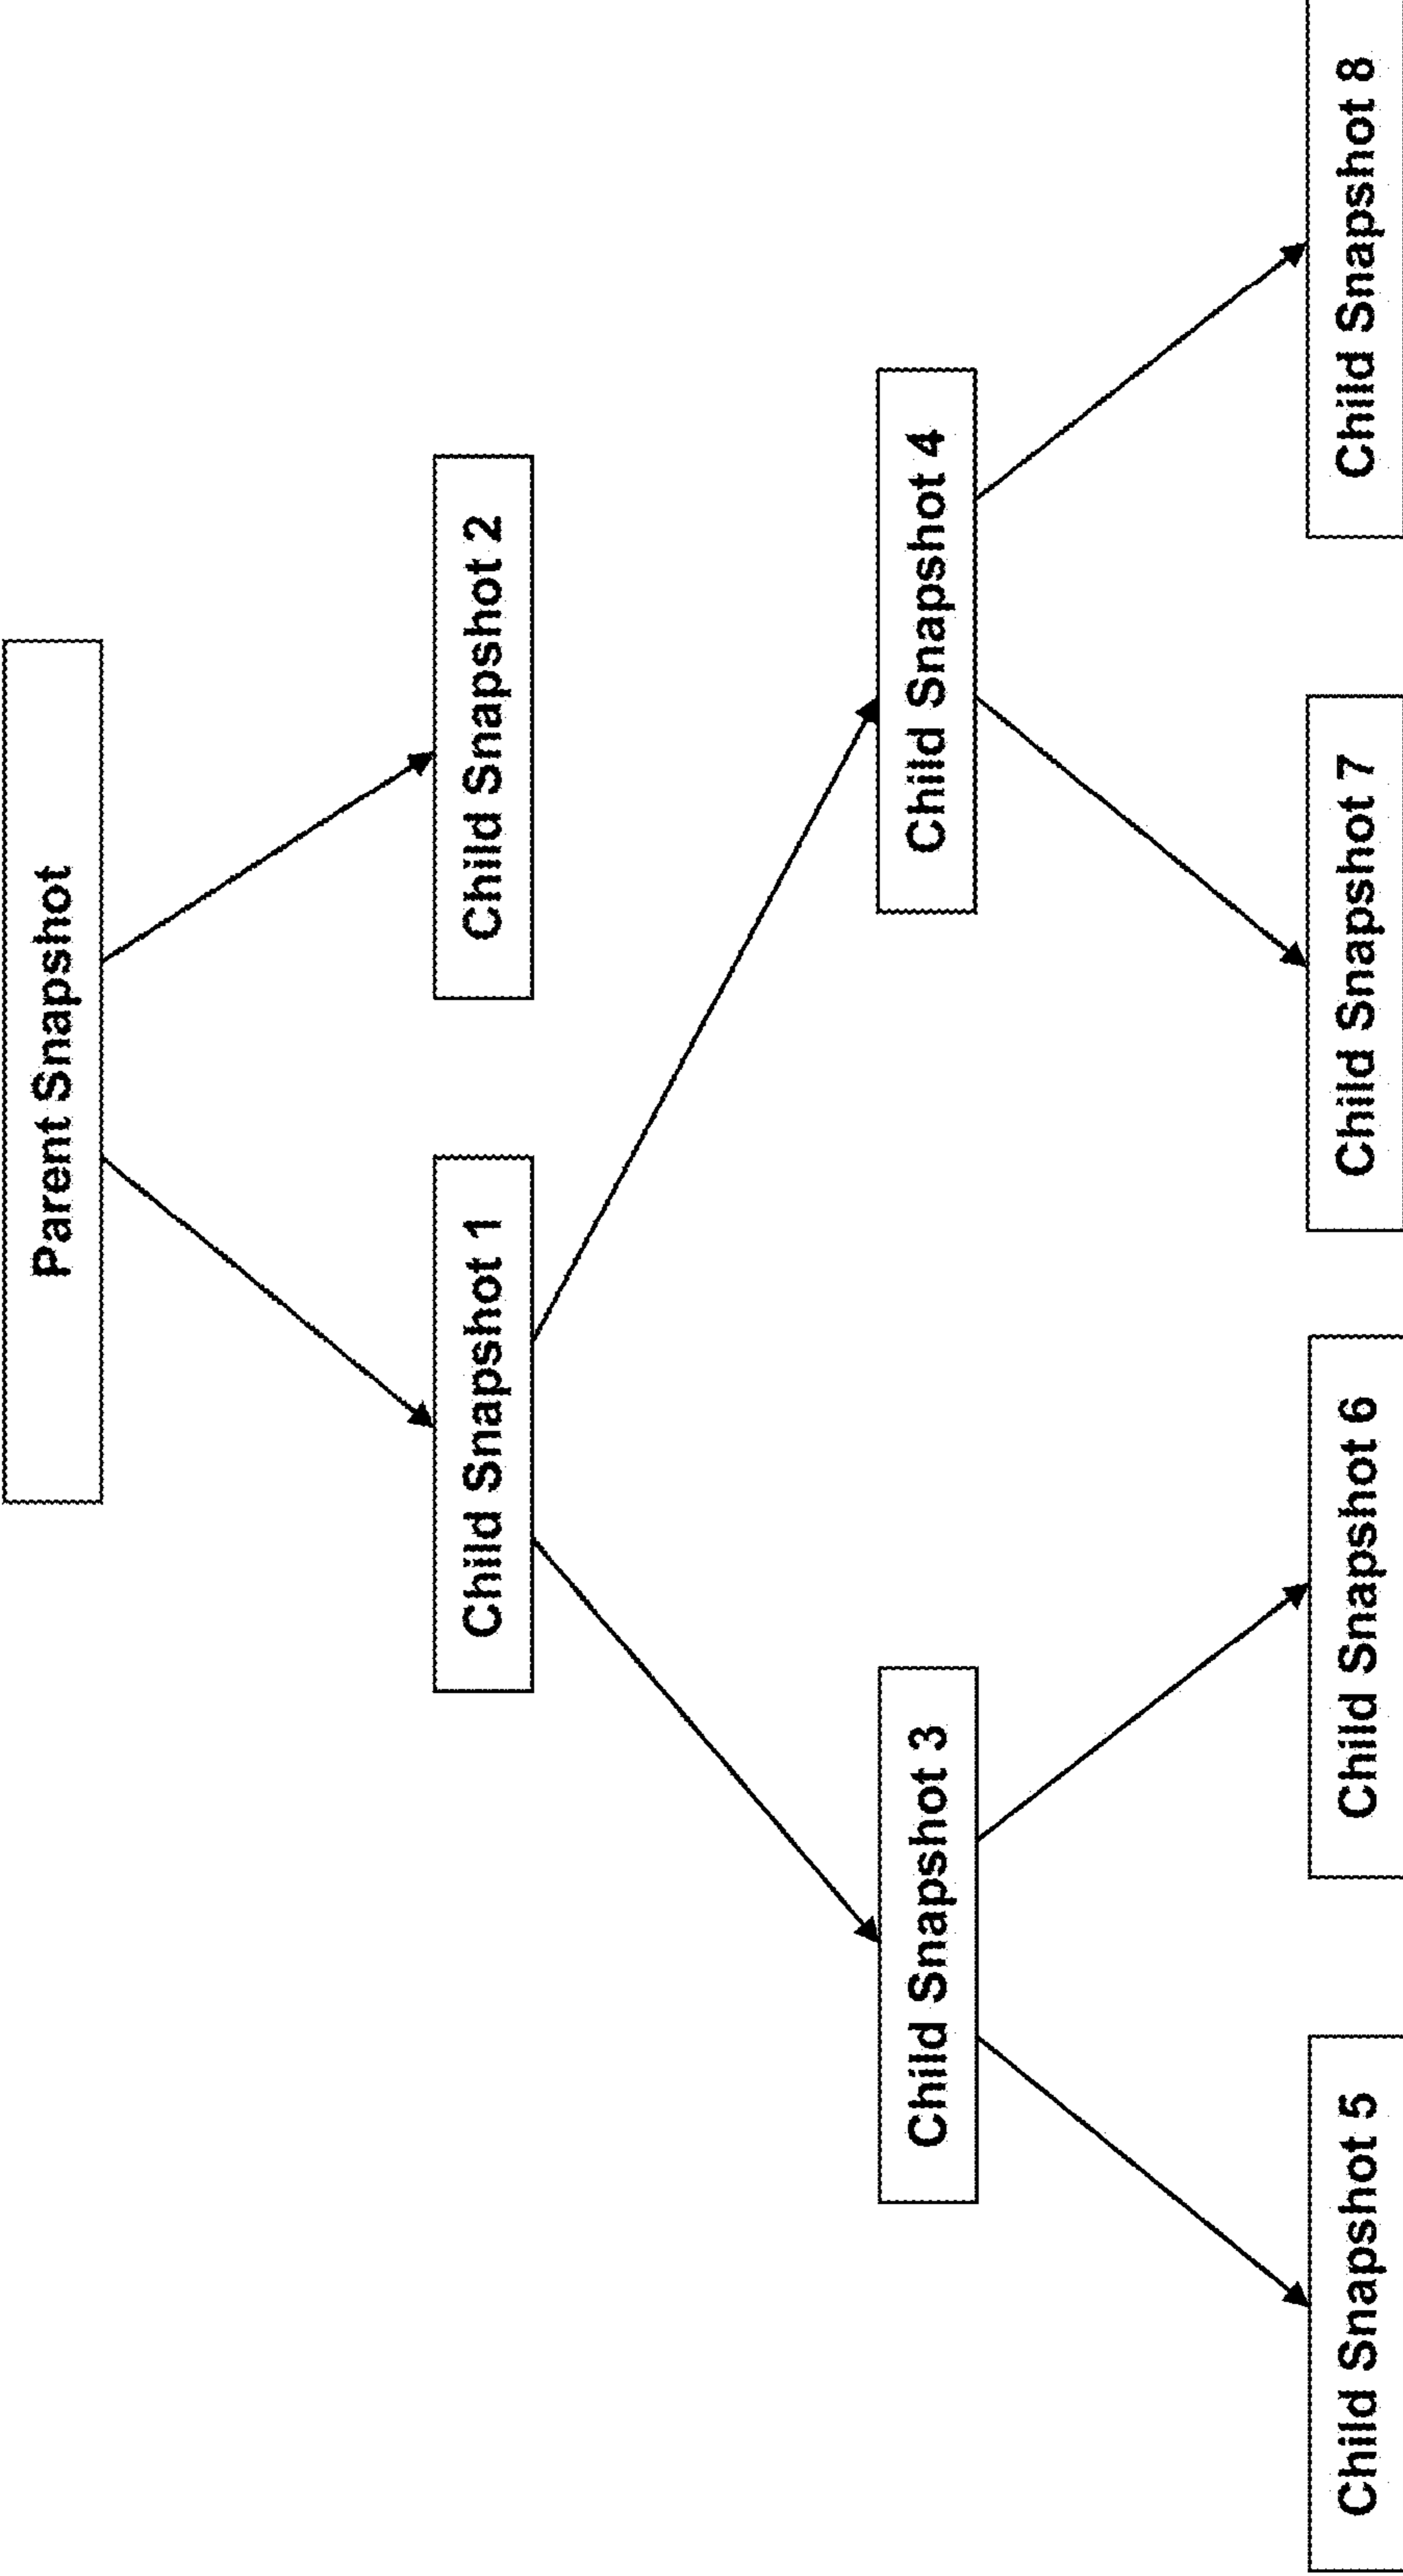 Parent Snapshot
Child Snapshot 1
Child Snapshot 2
Child Snapshot 3
Child Snapshot 4
Child Snapshot 5
Child Snapshot 6
Child Snapshot 7
Child Snapshot 8